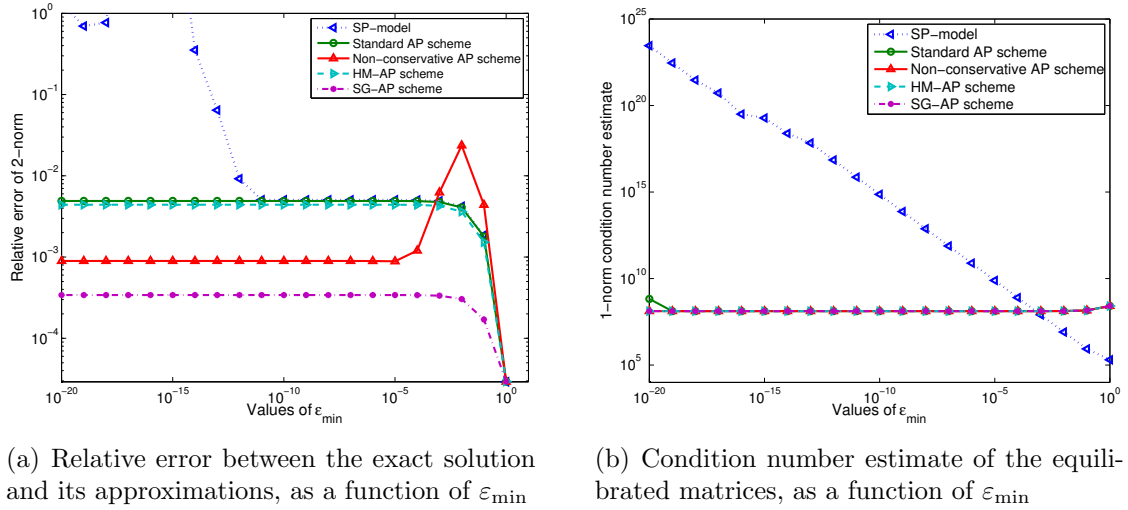 10^0
10^−1
10^−2
10^−3
10^−4
Relative error of 2−norm
SP−model
Standard AP scheme
Non−conservative AP scheme
HM−AP scheme
SG−AP scheme
10^−20
10^−15
10^−10
10^−5
10^0
Values of ε_min
10^25
10^20
10^15
10^10
10^5
1−norm condition number estimate
SP−model
Standard AP scheme
Non−conservative AP scheme
HM−AP scheme
SG−AP scheme
10^−20
10^−15
10^−10
10^−5
10^0
Values of ε_min
(a) Relative error between the exact solution
and its approximations, as a function of ε_min
(b) Condition number estimate of the equili-
brated matrices, as a function of ε_min